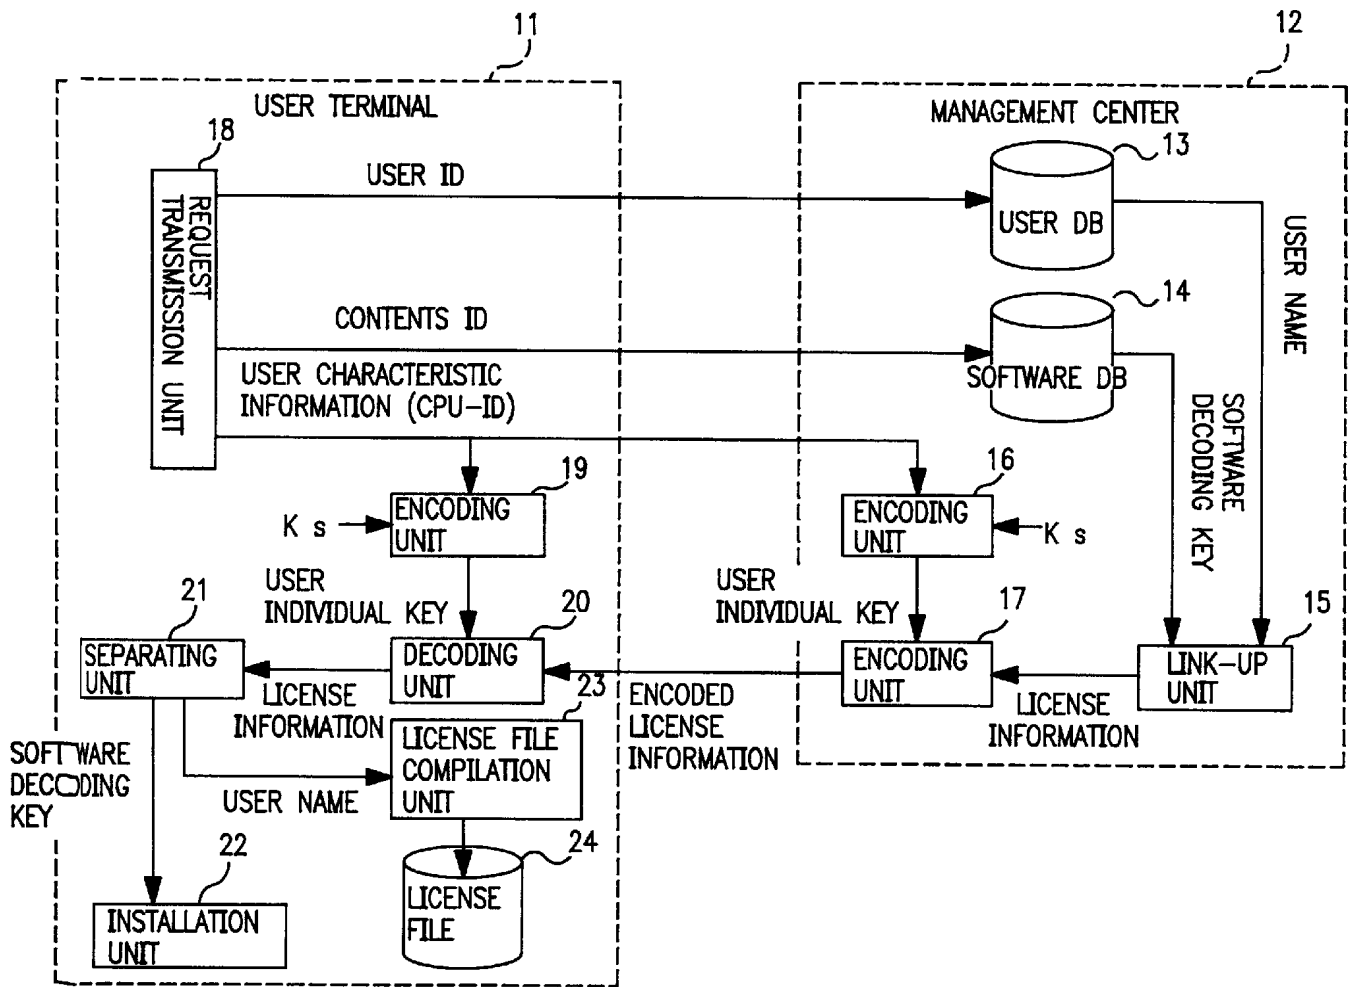 11
12
USER TERMINAL
MANAGEMENT CENTER
18
13
USER ID
REQUEST
TRANSMISSION UNIT
USER DB
USER NAME
14
CONTENTS ID
SOFTWARE DB
USER CHARACTERISTIC
INFORMATION (CPU-ID)
SOFTWARE
DECODING KEY
19
16
ENCODING
UNIT
K s
ENCODING
UNIT
K s
USER
INDIVIDUAL KEY
USER
INDIVIDUAL KEY
21
20
17
15
SEPARATING
UNIT
DECODING
UNIT
ENCODING
UNIT
LINK-UP
UNIT
LICENSE
INFORMATION
23
ENCODED
LICENSE
INFORMATION
LICENSE
INFORMATION
SOFTWARE
DECODING
KEY
LICENSE FILE
COMPILATION
UNIT
USER NAME
22
24
INSTALLATION
UNIT
LICENSE
FILE